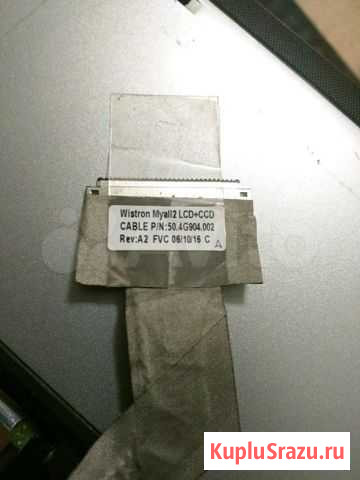 Wistron Myall2 LCD+CCD
CABLE P/N:50.4G904.002
Rev:A2 FVC 06/10/16 C
KupluSrazu.ru